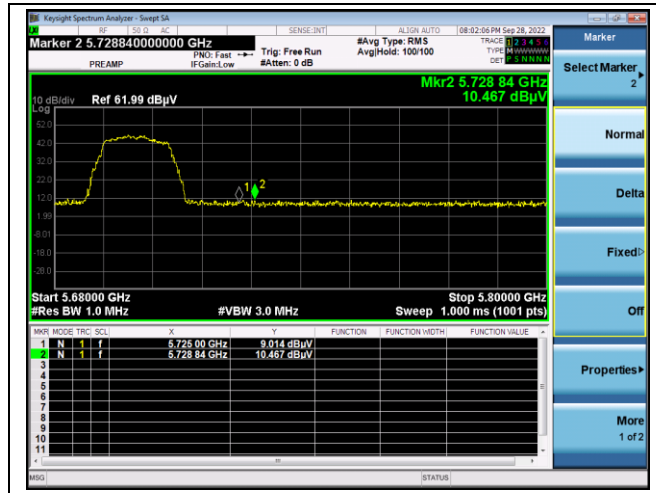 Keysight Spectrum Analyzer - Swept SA
RF 50 Ω AC SENSE:INT ALIGN AUTO 08:02:06 PM Sep 28, 2022
Marker 2 5.728840000000 GHz
PREAMP
PNO: Fast
IFGain:Low
Trig: Free Run
#Atten: 0 dB
#Avg Type: RMS
Avg|Hold: 100/100
TRACE 1 2 3 4 5 6
TYPE M WWWWW
DET P S N N N N
Mkr2 5.728 84 GHz
10.467 dBµV
10 dB/div Ref 61.99 dBµV
Log
52.0
42.0
32.0
22.0
12.0
1.99
-8.01
-18.0
-28.0
1
2
Start 5.68000 GHz Stop 5.80000 GHz
#Res BW 1.0 MHz #VBW 3.0 MHz Sweep 1.000 ms (1001 pts)
MKR MODE TRC SCL X Y FUNCTION FUNCTION WIDTH FUNCTION VALUE
1 N 1 f 5.725 00 GHz 9.014 dBµV
2 N 1 f 5.728 84 GHz 10.467 dBµV
3
4
5
6
7
8
9
10
11
MSG STATUS
Marker
Select Marker
2
Normal
Delta
Fixed
Off
Properties
More
1 of 2